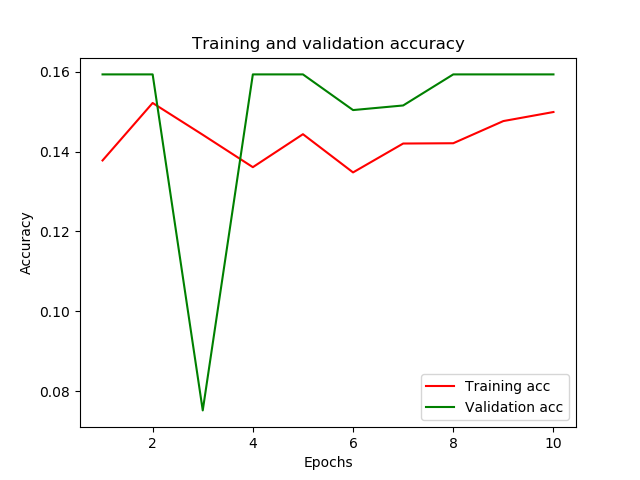 Training and validation accuracy
0.16
0.14
0.12
0.10
0.08
Accuracy
2 4 6 8 10
Epochs
Training acc
Validation acc